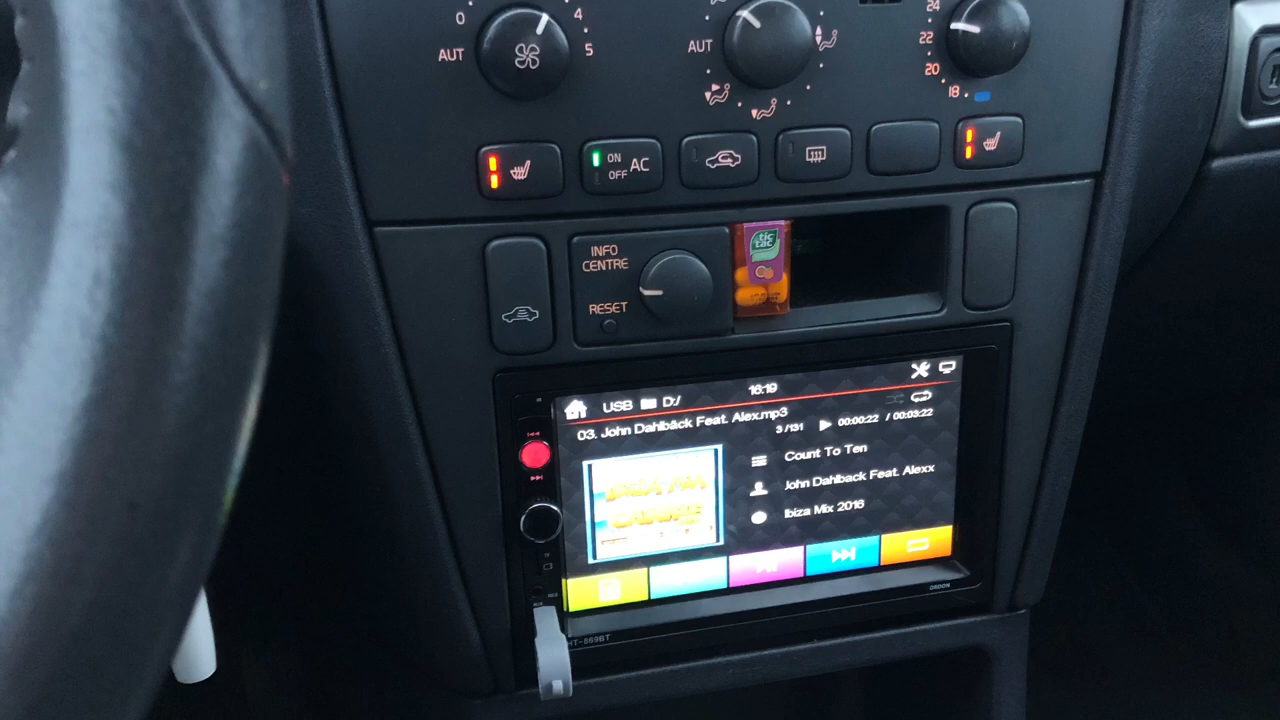 0
4
5
AUT
AUT
24
22
20
18
ON
OFF
AC
INFO
CENTRE
RESET
tic
tac
16:19
USB D:/
03. John Dahlbäck Feat. Alex.mp3
3 /131
00:00:22 / 00:03:22
Count To Ten
John Dahlback Feat. Alexx
Ibiza Mix 2016
HT-869BT